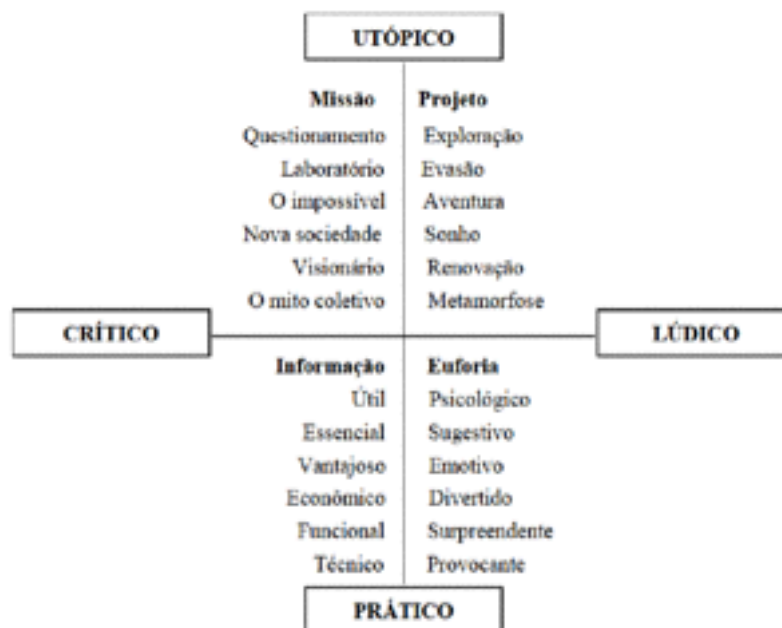 UTÓPICO
Missão Projeto
Questionamento Exploração
Laboratório Evasão
O impossível Aventura
Nova sociedade Sonho
Visionário Renovação
O mito coletivo Metamorfose
CRÍTICO LÚDICO
Informação Euforia
Útil Psicológico
Essencial Sugestivo
Vantajoso Emotivo
Econômico Divertido
Funcional Surpreendente
Técnico Provocante
PRÁTICO